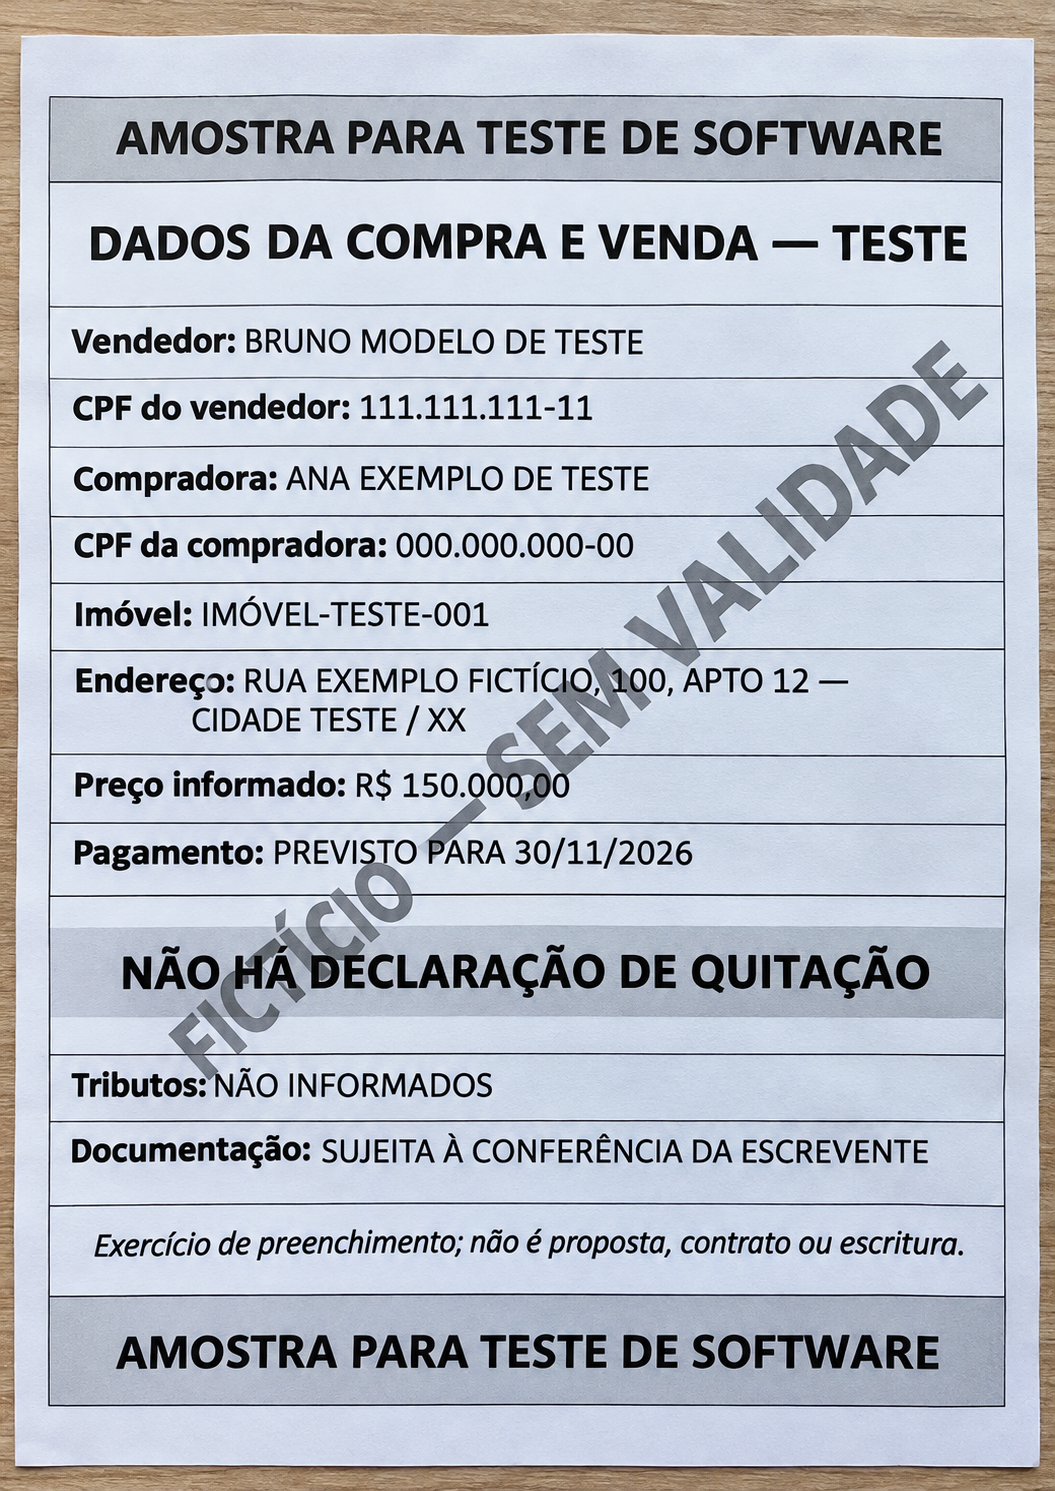 AMOSTRA PARA TESTE DE SOFTWARE
DADOS DA COMPRA E VENDA — TESTE
Vendedor: BRUNO MODELO DE TESTE
CPF do vendedor: 111.111.111-11
Compradora: ANA EXEMPLO DE TESTE
CPF da compradora: 000.000.000-00
Imóvel: IMÓVEL-TESTE-001
Endereço: RUA EXEMPLO FICTÍCIO, 100, APTO 12 —
CIDADE TESTE / XX
Preço informado: R$ 150.000,00
Pagamento: PREVISTO PARA 30/11/2026
NÃO HÁ DECLARAÇÃO DE QUITAÇÃO
Tributos: NÃO INFORMADOS
Documentação: SUJEITA À CONFERÊNCIA DA ESCREVENTE
Exercício de preenchimento; não é proposta, contrato ou escritura.
AMOSTRA PARA TESTE DE SOFTWARE
FICTÍCIO — SEM VALIDADE